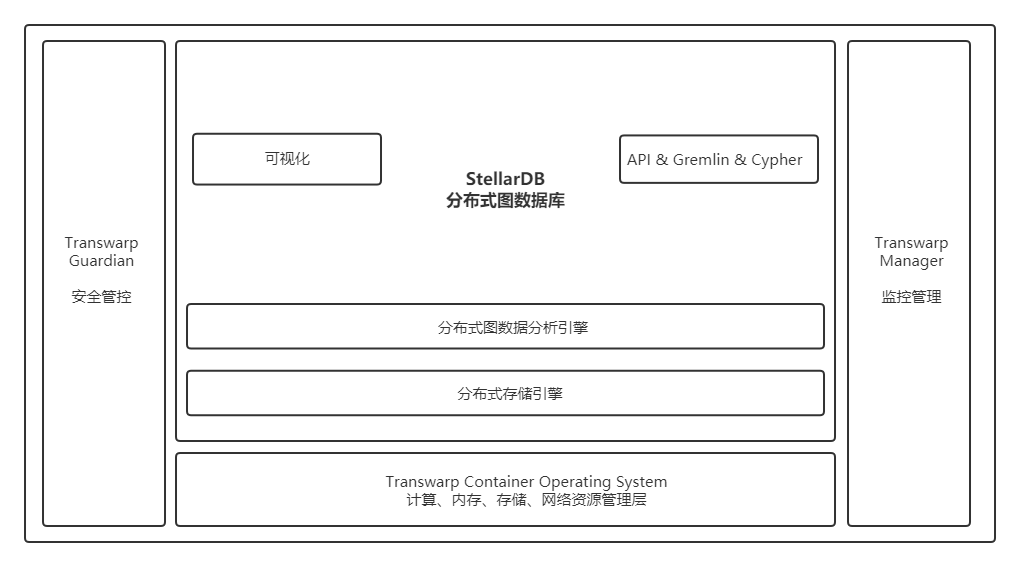 Transwarp
Guardian
安全管控
可视化
StellarDB
分布式图数据库
API & Gremlin & Cypher
分布式图数据分析引擎
分布式存储引擎
Transwarp Container Operating System
计算、内存、存储、网络资源管理层
Transwarp
Manager
监控管理